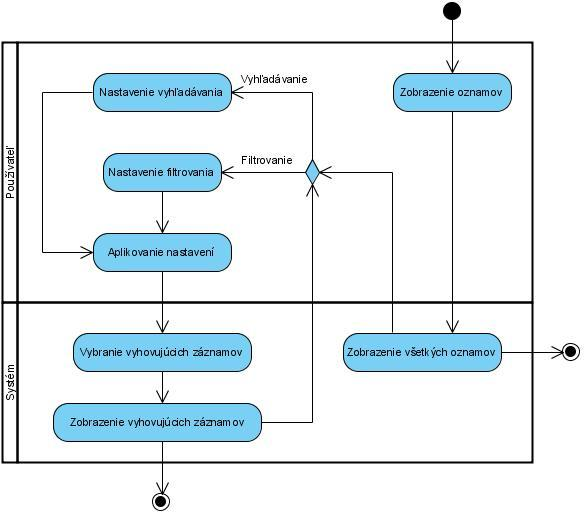 Používateľ
Vyhľadávanie
Nastavenie vyhľadávania
Zobrazenie oznamov
Filtrovanie
Nastavenie filtrovania
Aplikovanie nastavení
Systém
Vybranie vyhovujúcich záznamov
Zobrazenie všetkých oznamov
Zobrazenie vyhovujúcich záznamov